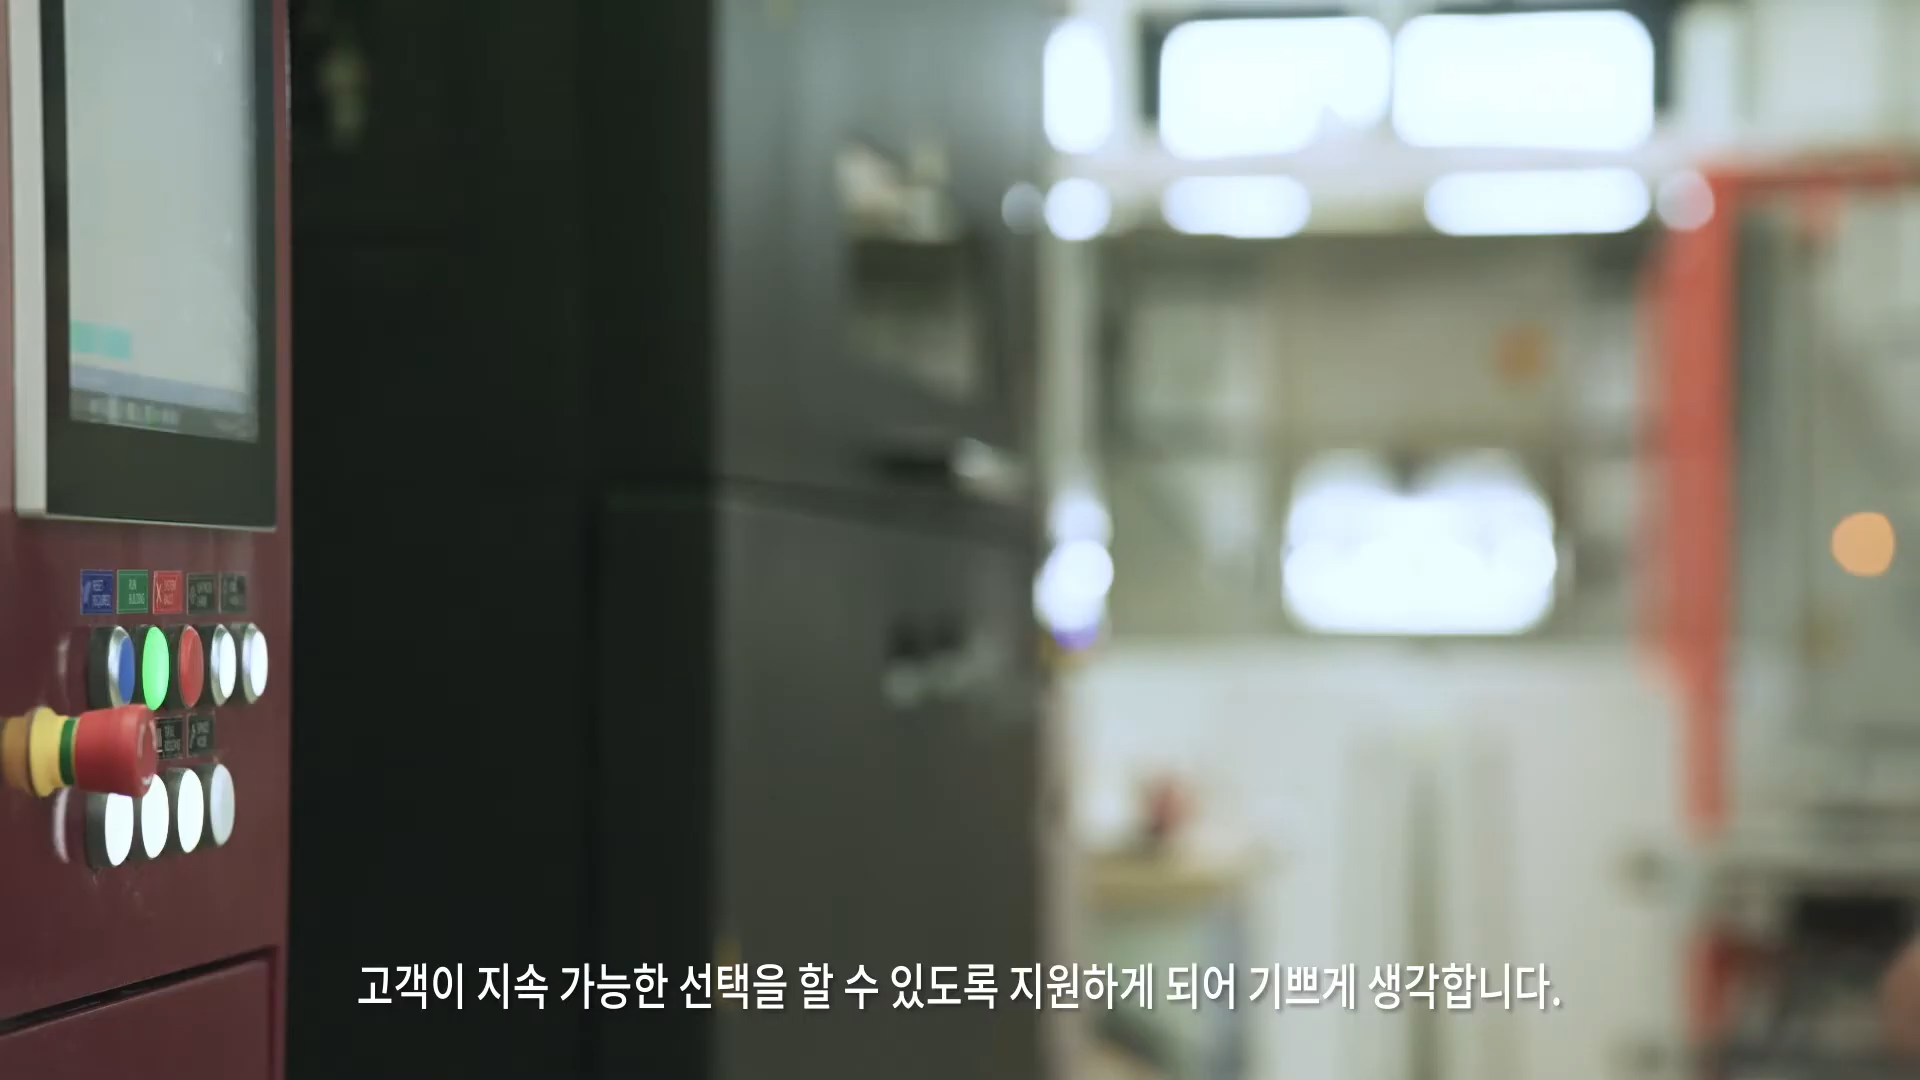 고객이 지속 가능한 선택을 할 수 있도록 지원하게 되어 기쁘게 생각합니다.